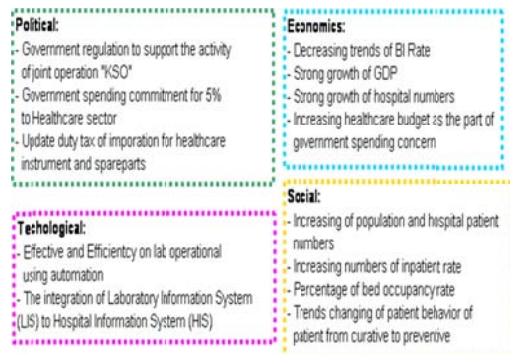 Political:
- Government regulation to support the activity
of joint operation "KSO"
- Government spending commitment for 5%
to Healthcare sector
- Update duty tax of imporation for healthcare
instrument and spareparts
Economics:
- Decreasing trends of BI Rate
- Strong growth of GDP
- Strong growth of hospital numbers
- Increasing healthcare budget as the part of
government spending concern
Technological:
- Effective and Efficientcy on lab operational
using automation
- The integration of Laboratory Information System
(LIS) to Hospital Information System (HIS)
Social:
- Increasing of population and hospital patient
numbers
- Increasing numbers of inpatient rate
- Percentage of bed occupancy rate
- Trends changing of patient behavior of
patient from curative to preventive